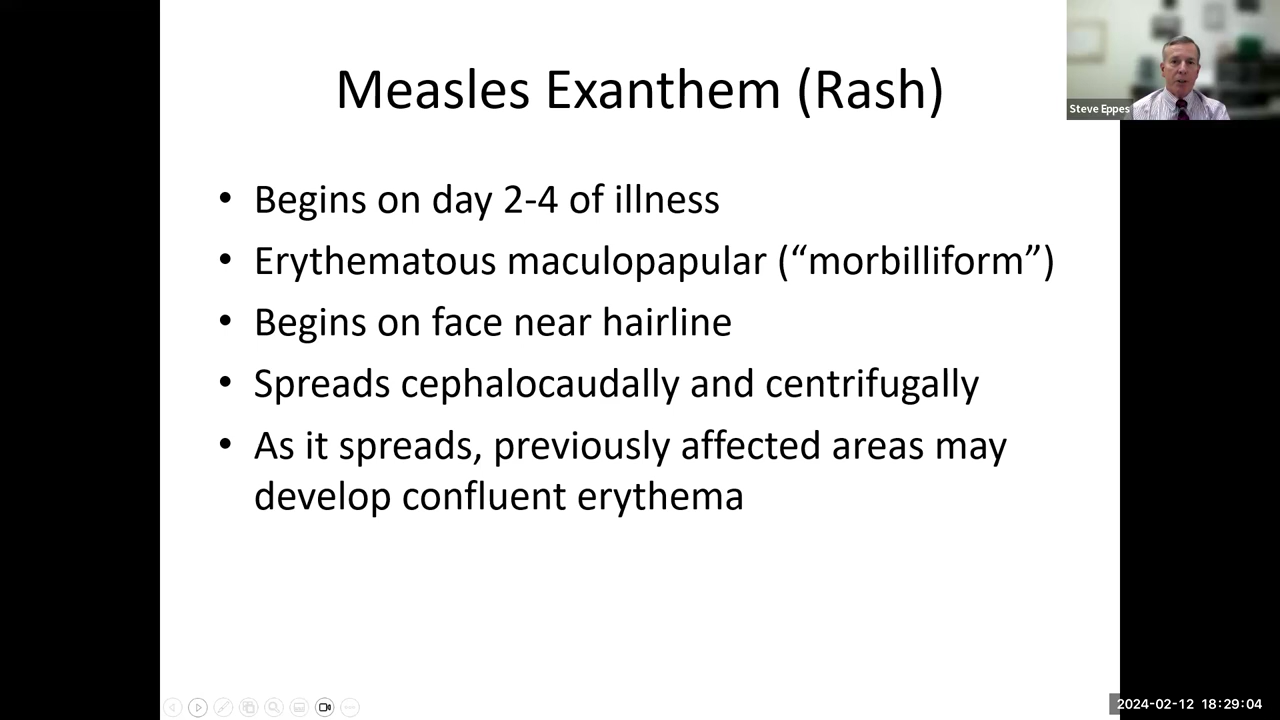 Measles Exanthem (Rash)
Steve Eppes
• Begins on day 2-4 of illness
• Erythematous maculopapular (“morbilliform”)
• Begins on face near hairline
• Spreads cephalocaudally and centrifugally
• As it spreads, previously affected areas may
develop confluent erythema
2024-02-12 18:29:04